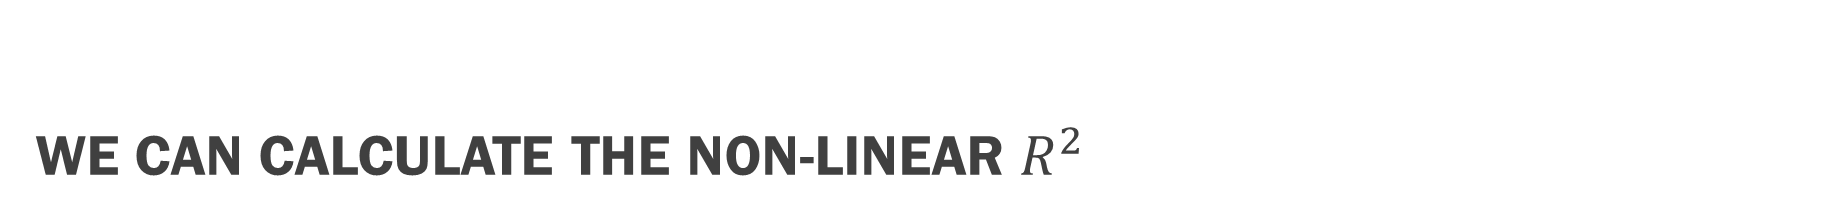 WE CAN CALCULATE THE NON-LINEAR R²